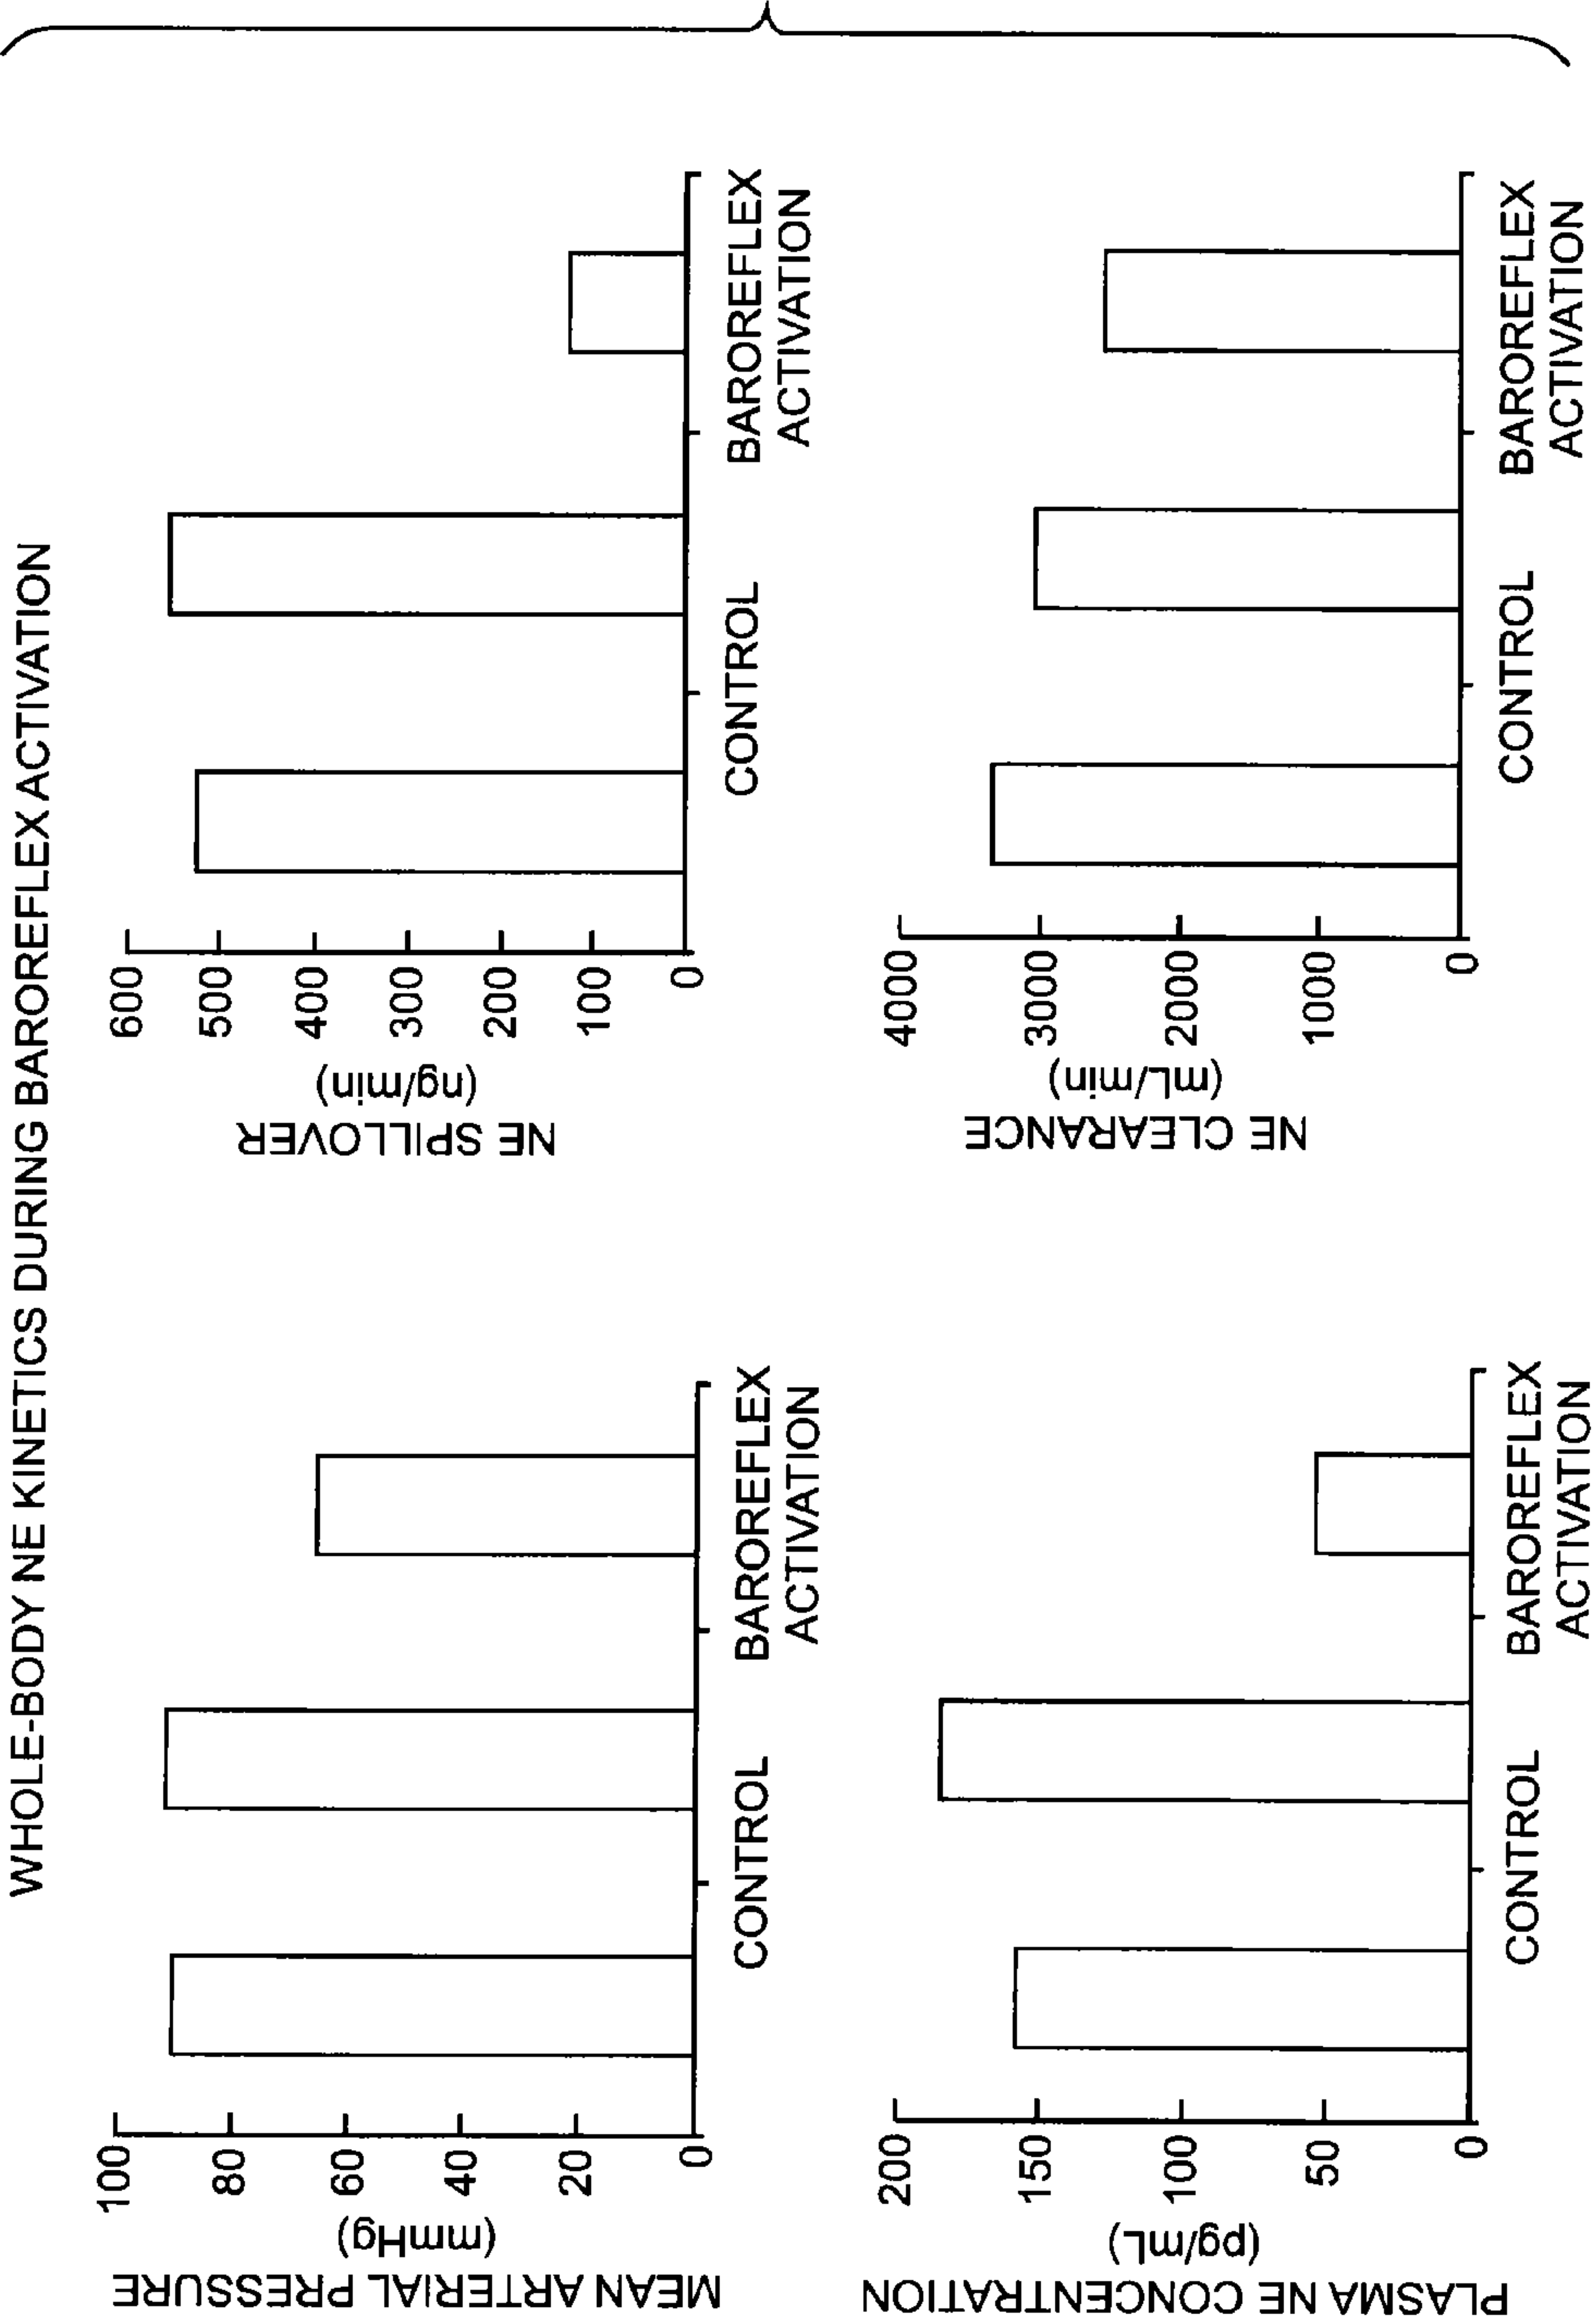 WHOLE-BODY NE KINETICS DURING BAROREFLEX ACTIVATION
MEAN ARTERIAL PRESSURE
(mmHg)
100
80
60
40
20
0
CONTROL
BAROREFLEX
ACTIVATION
NE SPILLOVER
(ng/min)
600
500
400
300
200
100
0
CONTROL
BAROREFLEX
ACTIVATION
PLASMA NE CONCENTRATION
(pg/mL)
200
150
100
50
0
CONTROL
BAROREFLEX
ACTIVATION
NE CLEARANCE
(mL/min)
4000
3000
2000
1000
0
CONTROL
BAROREFLEX
ACTIVATION